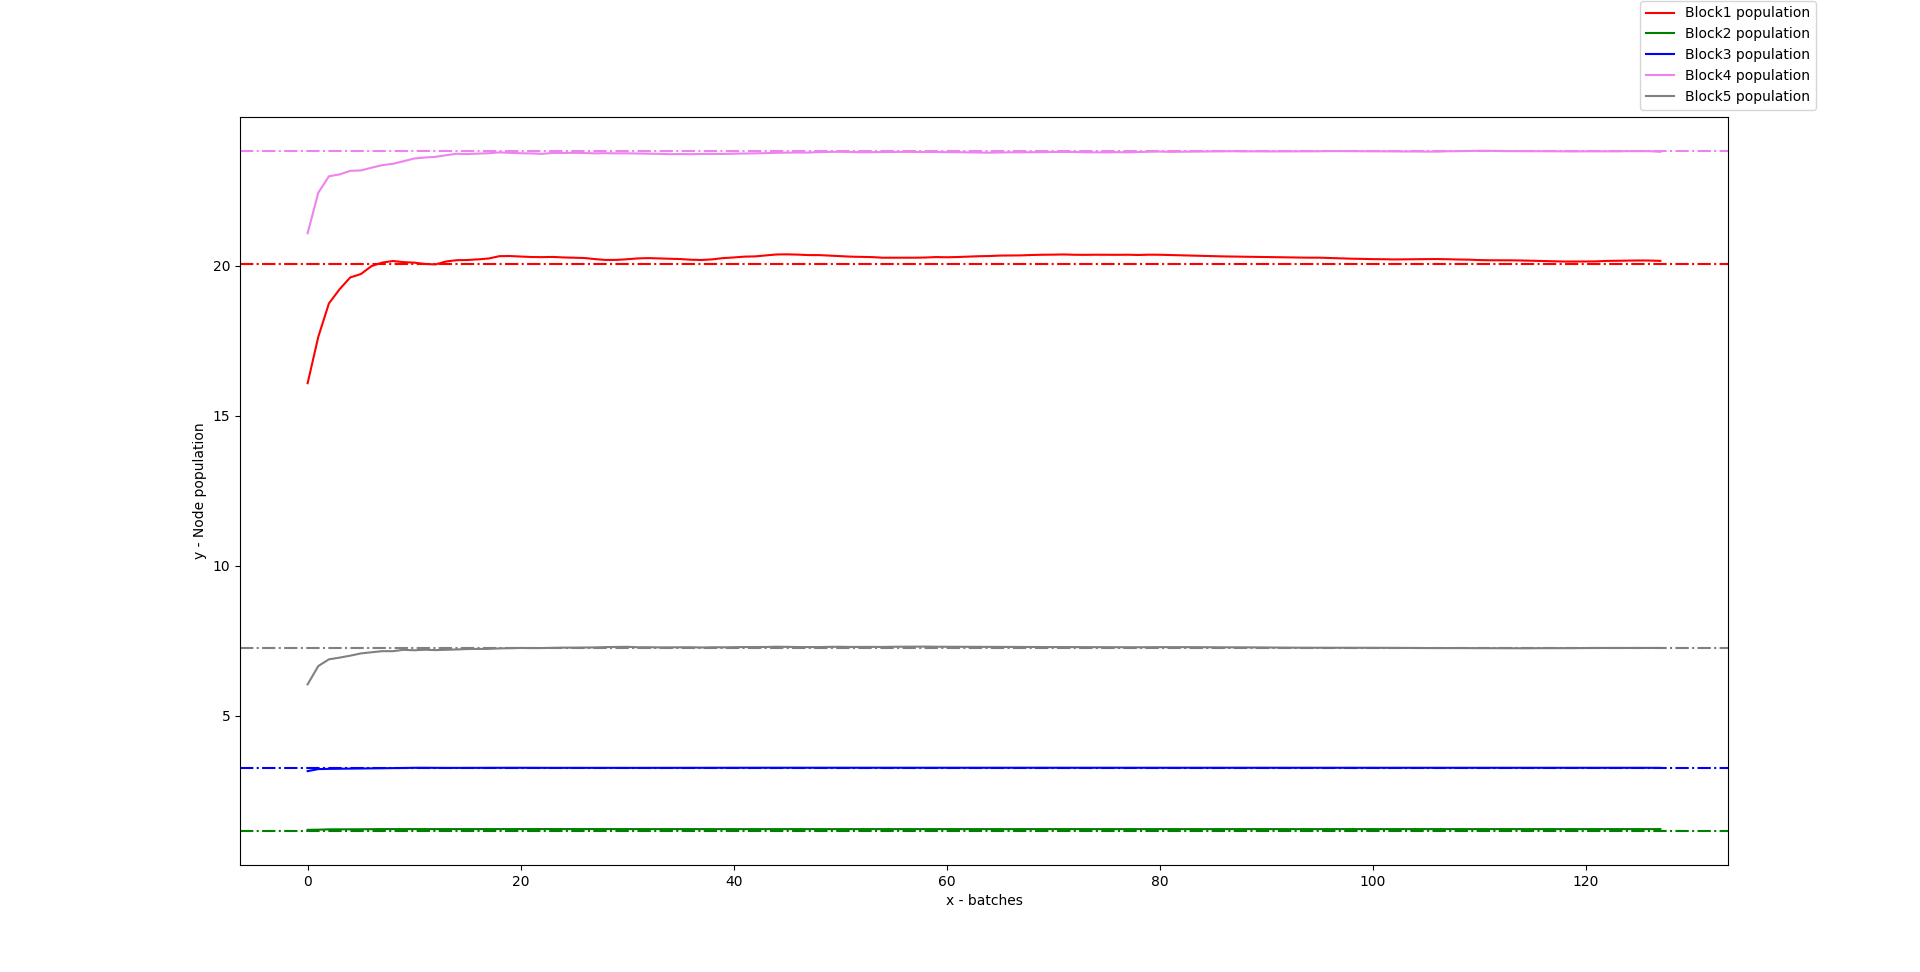 Block1 population
Block2 population
Block3 population
Block4 population
Block5 population
y - Node population
20
15
10
5
0 20 40 60 80 100 120
x - batches